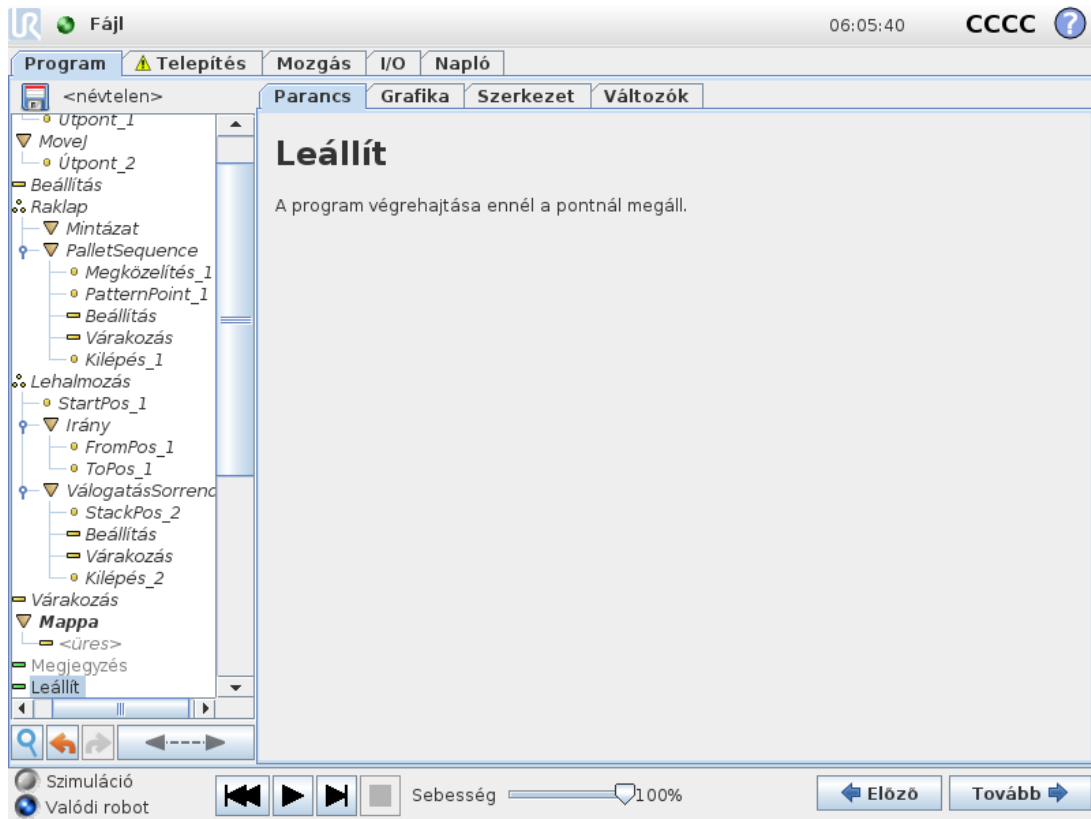 Fájl
06:05:40
CCCC
?
Program
Telepítés
Mozgás
I/O
Napló
<névtelen>
Parancs
Grafika
Szerkezet
Változók
Útpont_1
MoveJ
Útpont_2
Beállítás
Raklap
Mintázat
PalletSequence
Megközelítés_1
PatternPoint_1
Beállítás
Várakozás
Kilépés_1
Lehalmozás
StartPos_1
Irány
FromPos_1
ToPos_1
VálogatásSorrend
StackPos_2
Beállítás
Várakozás
Kilépés_2
Várakozás
Mappa
<üres>
Megjegyzés
Leállít
Leállít
A program végrehajtása ennél a pontnál megáll.
Szimuláció
Valódi robot
Sebesség
100%
Előző
Tovább